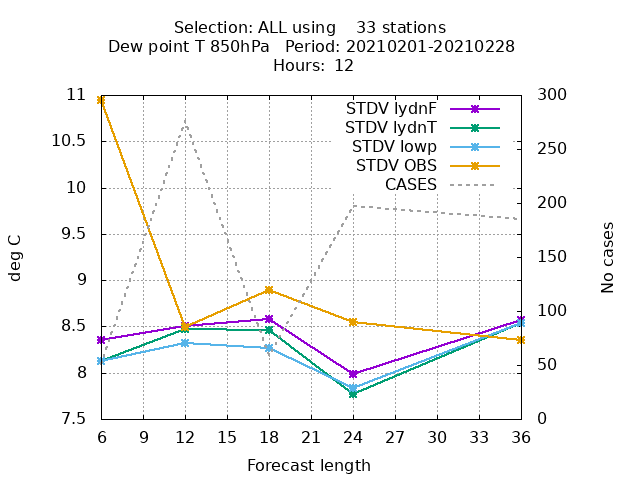 Selection: ALL using    33 stations
Dew point T 850hPa   Period: 20210201-20210228
Hours:  12
11
10.5
10
9.5
9
8.5
8
7.5
300
250
200
150
100
50
0
STDV lydnF
STDV lydnT
STDV lowp
STDV OBS
CASES
deg C
No cases
6 9 12 15 18 21 24 27 30 33 36
Forecast length